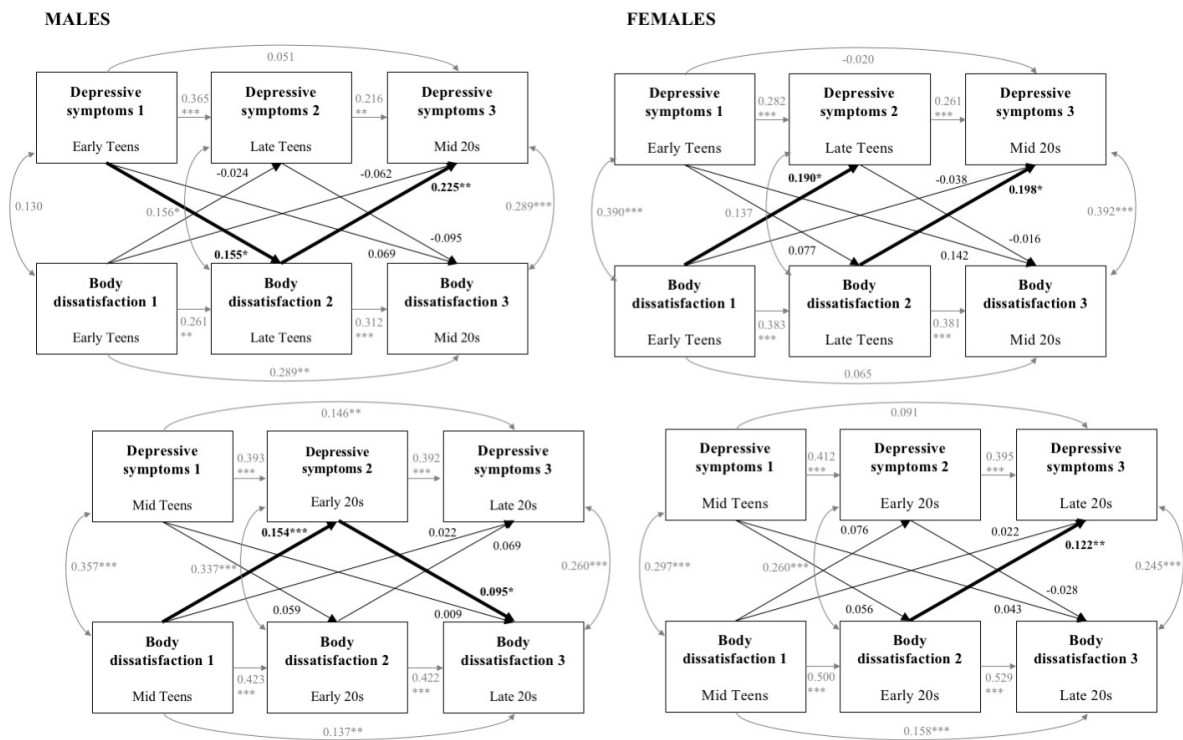 MALES
0.051
Depressive
symptoms 1
Early Teens
0.365
***
Depressive
symptoms 2
Late Teens
0.216
**
Depressive
symptoms 3
Mid 20s
-0.024
-0.062
0.225**
0.130
0.156*
0.289***
0.155*
0.069
-0.095
Body
dissatisfaction 1
Early Teens
0.261
**
Body
dissatisfaction 2
Late Teens
0.312
***
Body
dissatisfaction 3
Mid 20s
0.289**
FEMALES
-0.020
Depressive
symptoms 1
Early Teens
0.282
***
Depressive
symptoms 2
Late Teens
0.261
***
Depressive
symptoms 3
Mid 20s
0.190*
-0.038
0.198*
0.390***
0.137
0.392***
0.077
-0.016
0.142
Body
dissatisfaction 1
Early Teens
0.383
***
Body
dissatisfaction 2
Late Teens
0.381
***
Body
dissatisfaction 3
Mid 20s
0.065
0.146**
Depressive
symptoms 1
Mid Teens
0.393
***
Depressive
symptoms 2
Early 20s
0.392
***
Depressive
symptoms 3
Late 20s
0.154***
0.022
0.069
0.357***
0.337***
0.260***
0.095*
0.059
0.009
Body
dissatisfaction 1
Mid Teens
0.423
***
Body
dissatisfaction 2
Early 20s
0.422
***
Body
dissatisfaction 3
Late 20s
0.137**
0.091
Depressive
symptoms 1
Mid Teens
0.412
***
Depressive
symptoms 2
Early 20s
0.395
***
Depressive
symptoms 3
Late 20s
0.076
0.022
0.122**
0.297***
0.260***
0.245***
-0.028
0.056
0.043
Body
dissatisfaction 1
Mid Teens
0.500
***
Body
dissatisfaction 2
Early 20s
0.529
***
Body
dissatisfaction 3
Late 20s
0.158***